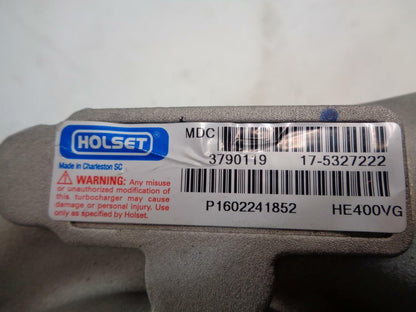 HOLSET
MDC
3790119 17-5327222
Made in Charleston SC
WARNING: Any misuse
or unauthorized modification of
this turbocharger may cause
damage or personal injury. Use
only as specified by Holset.
P1602241852 HE400VG